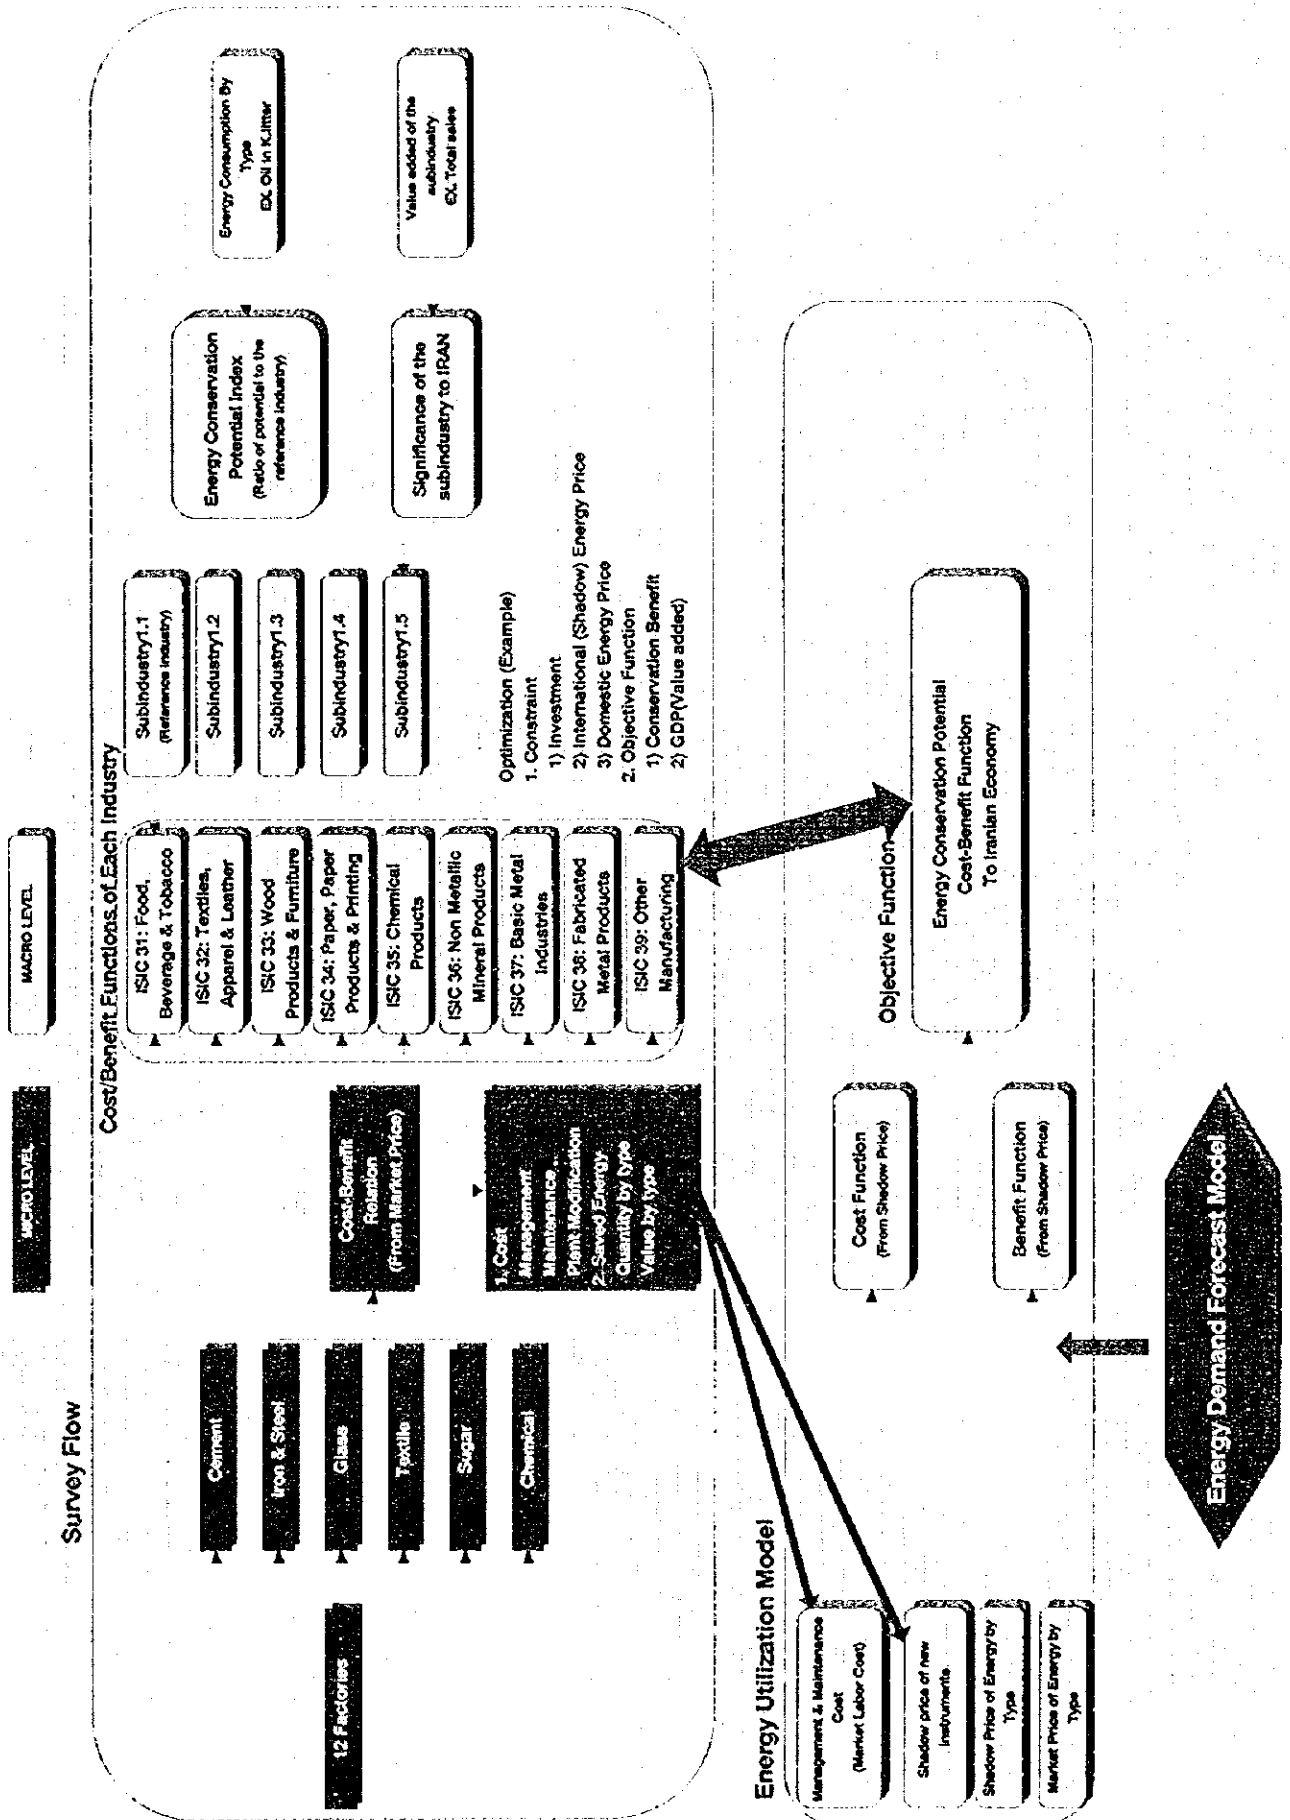 Survey Flow
MICRO LEVEL
MACRO LEVEL
Cost/Benefit Functions of Each Industry
12 Factories
Cement
Iron & Steel
Glass
Textile
Sugar
Chemical
Cost-Benefit
Relation
(From Market Price)
1. Cost
Management
Maintenance
Plant Modification
2. Saved Energy
Quantity by type
Value by type
ISIC 31: Food,
Beverage & Tobacco
ISIC 32: Textiles,
Apparel & Leather
ISIC 33: Wood
Products & Furniture
ISIC 34: Paper, Paper
Products & Printing
ISIC 35: Chemical
Products
ISIC 36: Non Metallic
Mineral Products
ISIC 37: Basic Metal
Industries
ISIC 38: Fabricated
Metal Products
ISIC 39: Other
Manufacturing
Subindustry1.1
(Reference Industry)
Subindustry1.2
Subindustry1.3
Subindustry1.4
Subindustry1.5
Optimization (Example)
1. Constraint
1) Investment
2) International (Shadow) Energy Price
3) Domestic Energy Price
2. Objective Function
1) Conservation Benefit
2) GDP(Value added)
Energy Conservation
Potential Index
(Ratio of potential to the
reference industry)
Significance of the
subindustry to IRAN
Energy Consumption By
Type
EX. Oil in K.litter
Value added of the
subindustry
EX. Total sales
Energy Utilization Model
Management & Maintenance
Cost
(Market Labor Cost)
Shadow price of new
Instruments
Shadow Price of Energy by
Type
Market Price of Energy by
Type
Cost Function
(From Shadow Price)
Benefit Function
(From Shadow Price)
Objective Function
Energy Conservation Potential
Cost-Benefit Function
To Iranian Economy
Energy Demand Forecast Model